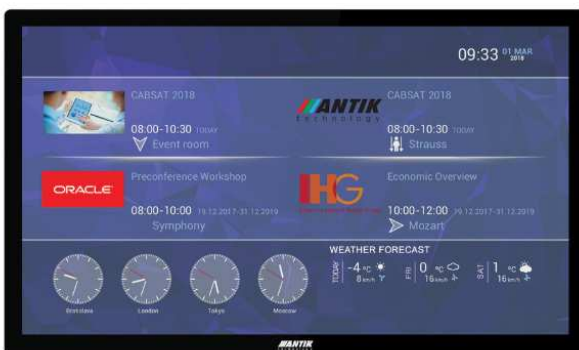 09:33 01 MAR
2018
CABSAT 2018
08:00-10:30 TODAY
Event room
ANTIK
technology
CABSAT 2018
08:00-10:30 TODAY
Strauss
ORACLE
Preconference Workshop
08:00-10:00 19.12.2017-31.12.2019
Symphony
IHG
Economic Overview
10:00-12:00 19.12.2017-31.12.2019
Mozart
Bratislava
London
Tokyo
Moscow
WEATHER FORECAST
TODAY
-4 °C
8 km/h
FRI
0 °C
16 km/h
SAT
1 °C
16 km/h
ANTIK